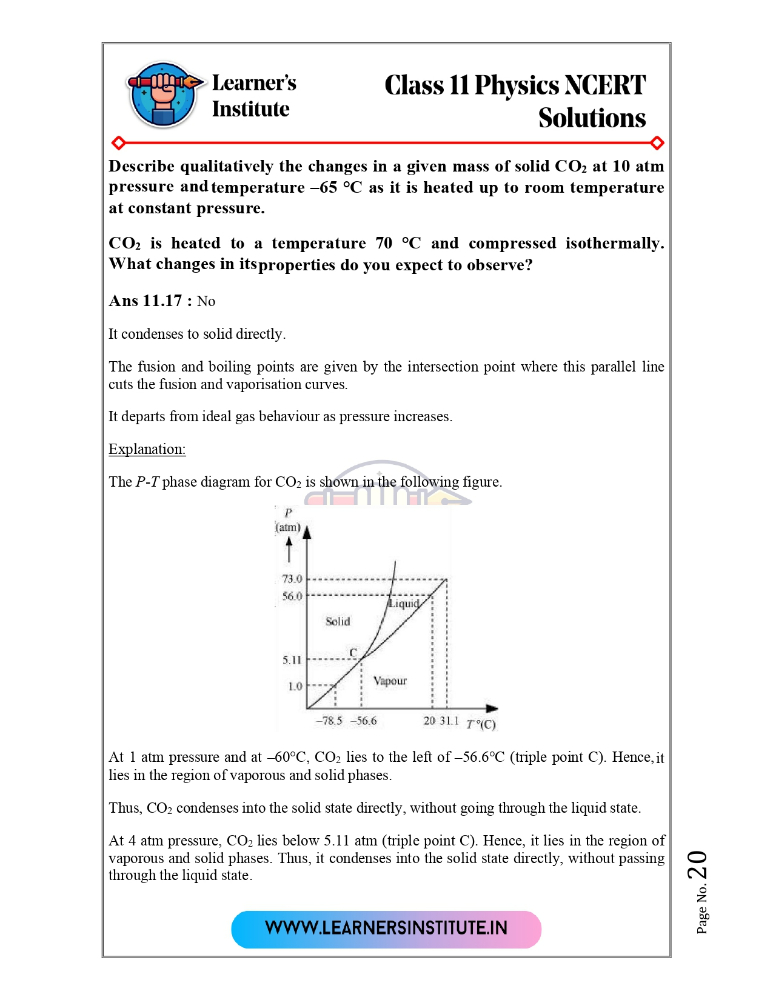 Learner's
Institute
Class 11 Physics NCERT
Solutions
Describe qualitatively the changes in a given mass of solid CO₂ at 10 atm
pressure and temperature –65 °C as it is heated up to room temperature
at constant pressure.
CO₂ is heated to a temperature 70 °C and compressed isothermally.
What changes in its properties do you expect to observe?
Ans 11.17 : No
It condenses to solid directly.
The fusion and boiling points are given by the intersection point where this parallel line
cuts the fusion and vaporisation curves.
It departs from ideal gas behaviour as pressure increases.
Explanation:
The P-T phase diagram for CO₂ is shown in the following figure.
P
(atm)
73.0
56.0
Liquid
Solid
C
5.11
Vapour
1.0
–78.5 –56.6 20 31.1 T °(C)
At 1 atm pressure and at –60°C, CO₂ lies to the left of –56.6°C (triple point C). Hence, it
lies in the region of vaporous and solid phases.
Thus, CO₂ condenses into the solid state directly, without going through the liquid state.
At 4 atm pressure, CO₂ lies below 5.11 atm (triple point C). Hence, it lies in the region of
vaporous and solid phases. Thus, it condenses into the solid state directly, without passing
through the liquid state.
Page No. 20
WWW.LEARNERSINSTITUTE.IN